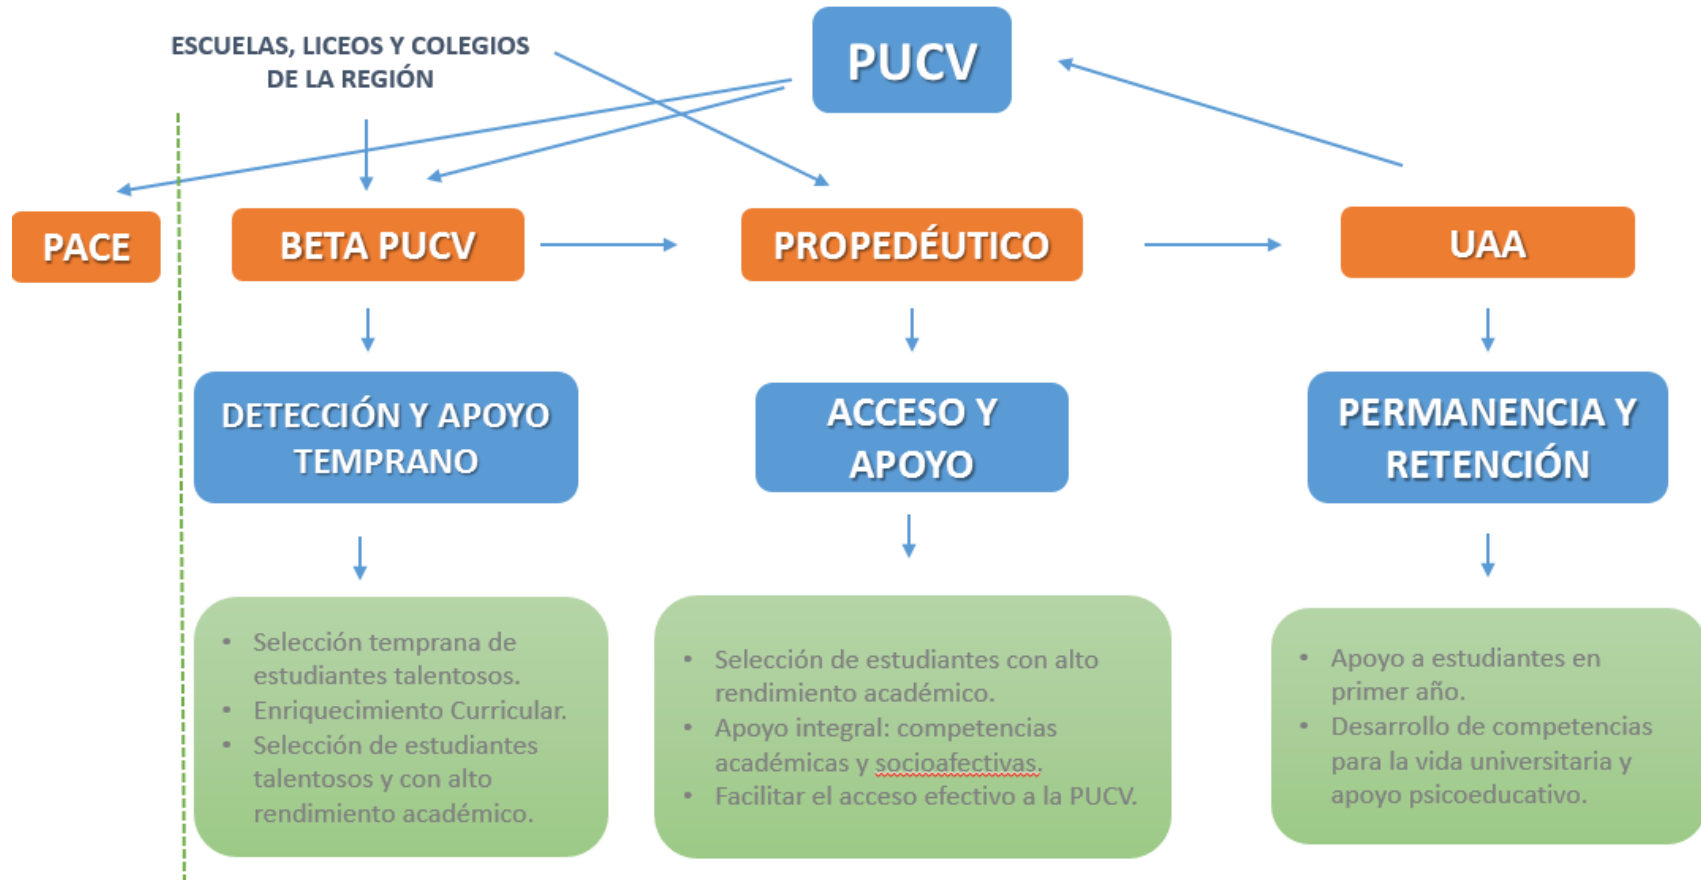 ESCUELAS, LICEOS Y COLEGIOS
DE LA REGIÓN
PUCV
PACE
BETA PUCV
PROPEDÉUTICO
UAA
DETECCIÓN Y APOYO
TEMPRANO
ACCESO Y
APOYO
PERMANENCIA Y
RETENCIÓN
• Selección temprana de
estudiantes talentosos.
• Enriquecimiento Curricular.
• Selección de estudiantes
talentosos y con alto
rendimiento académico.
• Selección de estudiantes con alto
rendimiento académico.
• Apoyo integral: competencias
académicas y socioafectivas.
• Facilitar el acceso efectivo a la PUCV.
• Apoyo a estudiantes en
primer año.
• Desarrollo de competencias
para la vida universitaria y
apoyo psicoeducativo.